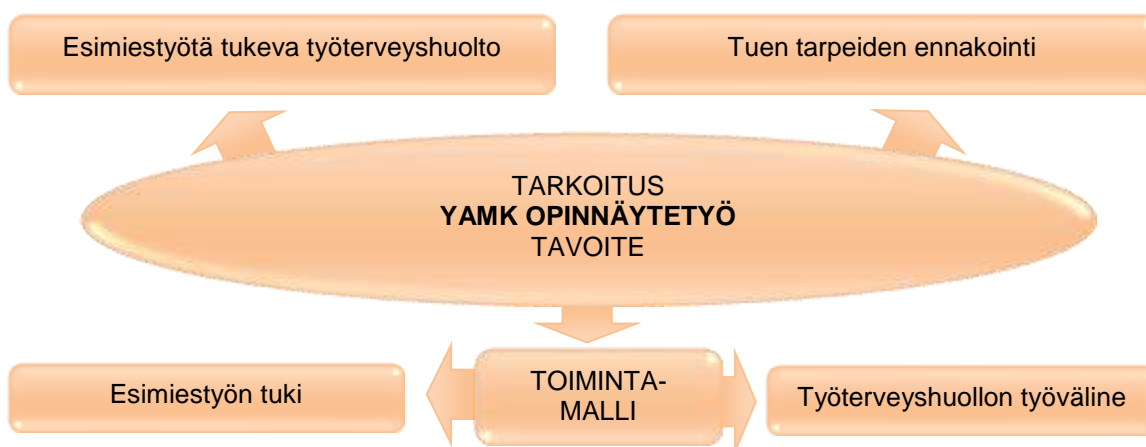 Esimiestyötä tukeva työterveyshuolto
Tuen tarpeiden ennakointi
TARKOITUS
YAMK OPINNÄYTETYÖ
TAVOITE
Esimiestyön tuki
TOIMINTA-
MALLI
Työterveyshuollon työväline